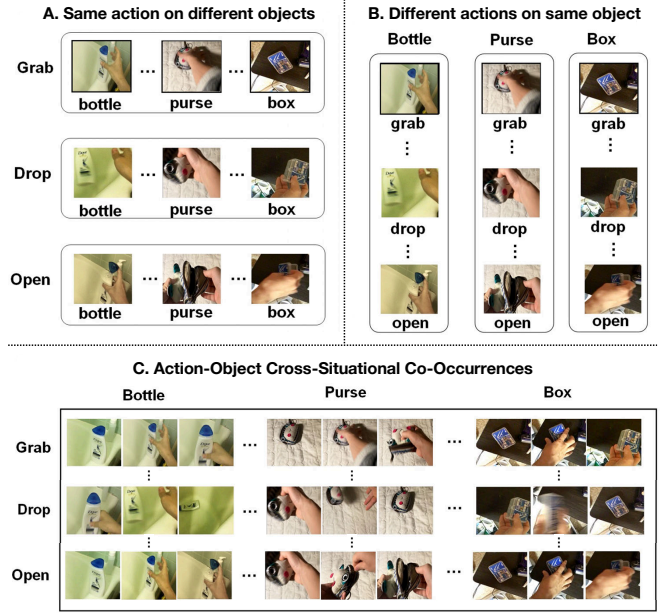 A. Same action on different objects
Grab
... ...
bottle purse box
Drop
... ...
bottle purse box
Open
... ...
bottle purse box
B. Different actions on same object
Bottle Purse Box
grab grab grab
drop drop drop
open open open
C. Action-Object Cross-Situational Co-Occurrences
Bottle Purse Box
Grab
... ...
Drop
... ...
Open
... ...